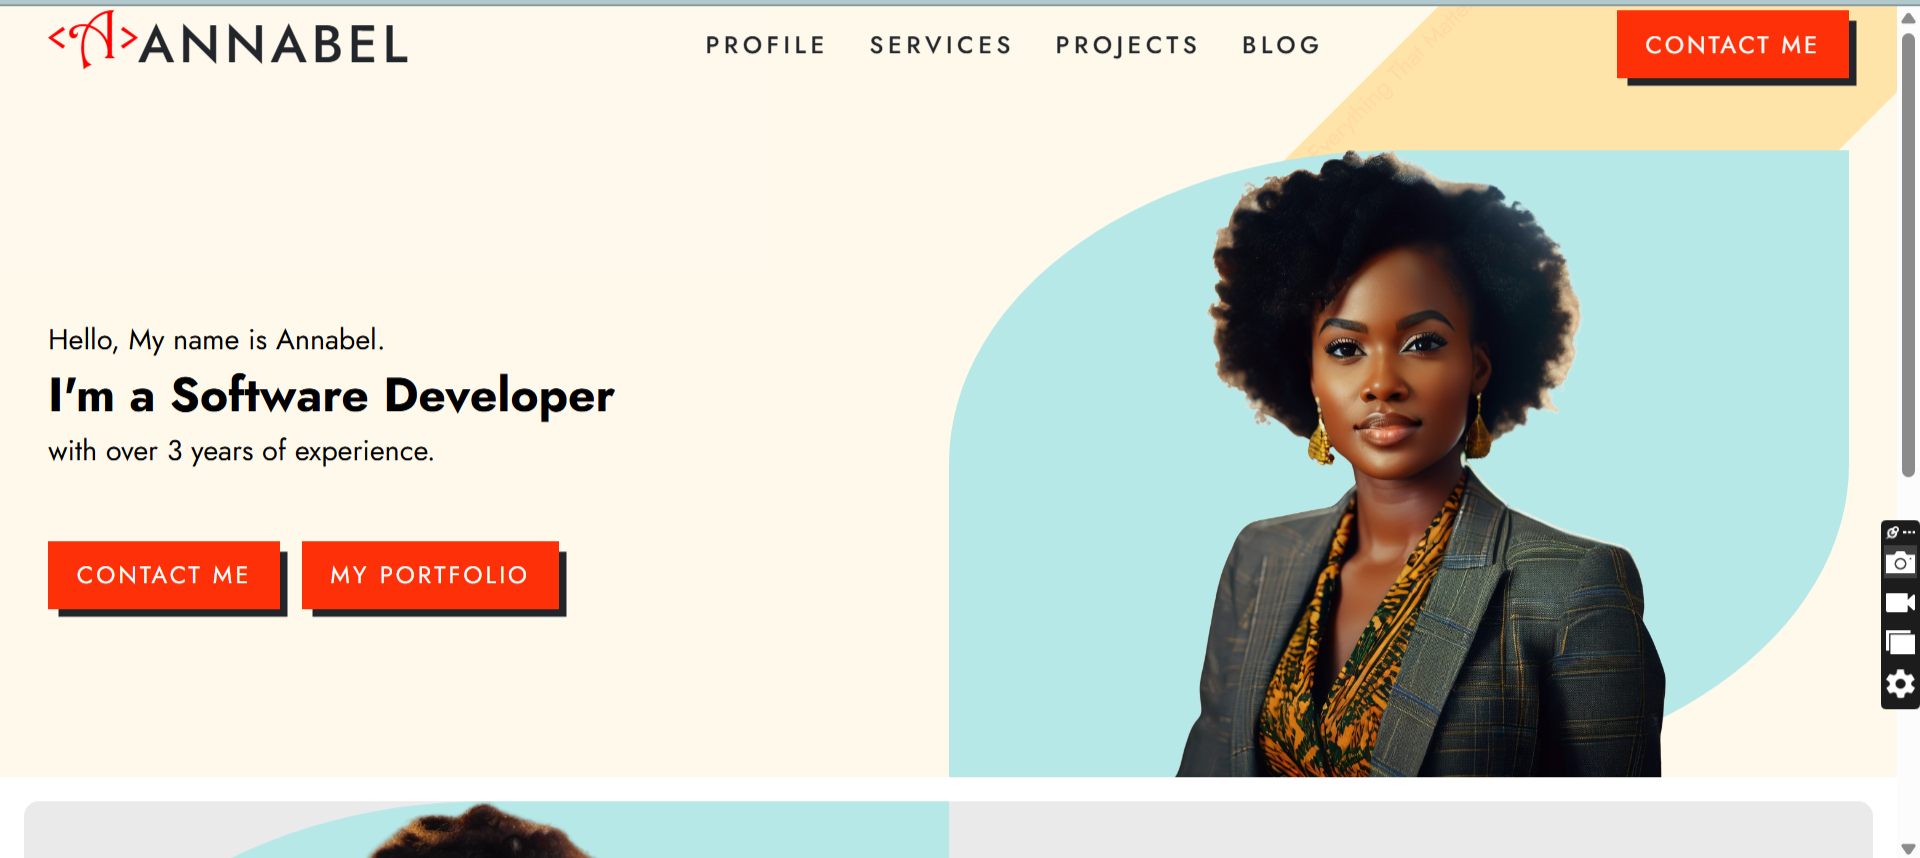 <A>ANNABEL
PROFILE SERVICES PROJECTS BLOG
CONTACT ME
Everything That Matter
Hello, My name is Annabel.
I'm a Software Developer
with over 3 years of experience.
CONTACT ME
MY PORTFOLIO